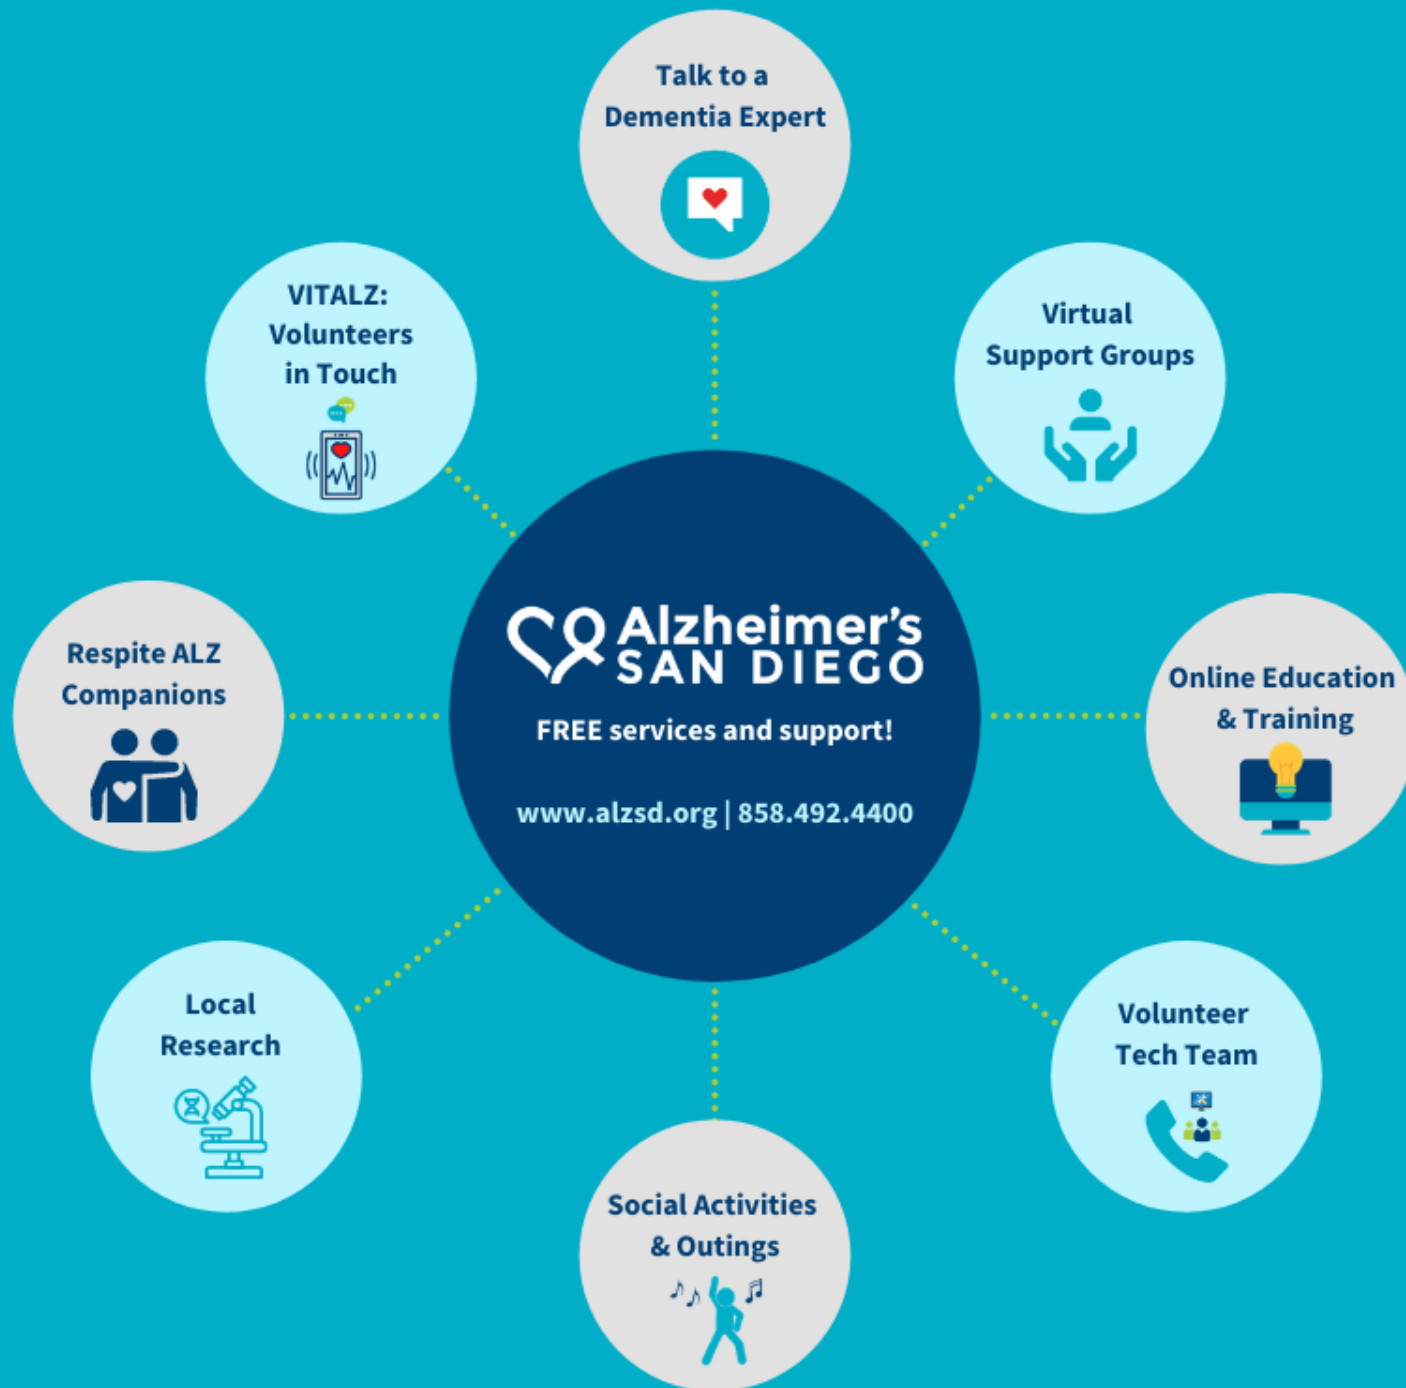 Talk to a
Dementia Expert
VITALZ:
Volunteers
in Touch
Virtual
Support Groups
Respite ALZ
Companions
Alzheimer's
SAN DIEGO
FREE services and support!
www.alzsd.org | 858.492.4400
Online Education
& Training
Local
Research
Volunteer
Tech Team
Social Activities
& Outings